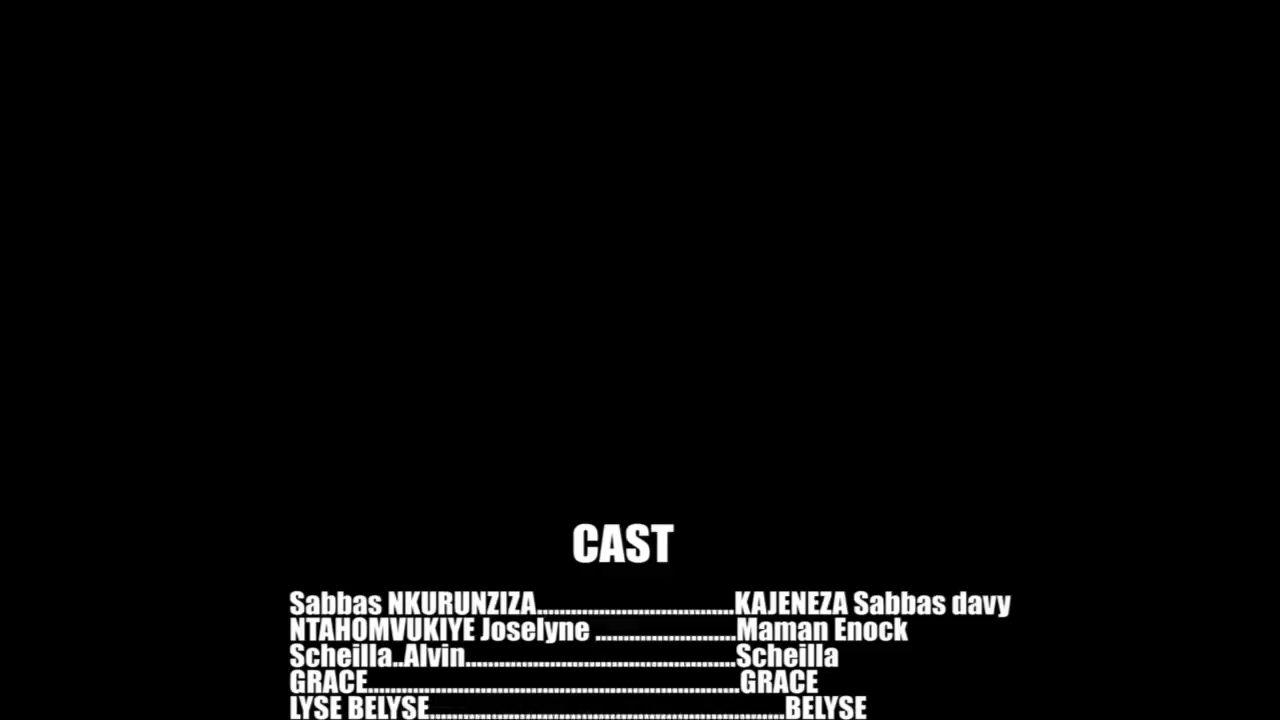 CAST
Sabbas NKURUNZIZA...................................KAJENEZA Sabbas davy
NTAHOMVUKIYE Joselyne .........................Maman Enock
Scheilla..Alvin................................................Scheilla
GRACE..................................................................GRACE
LYSE BELYSE...............................................................BELYSE